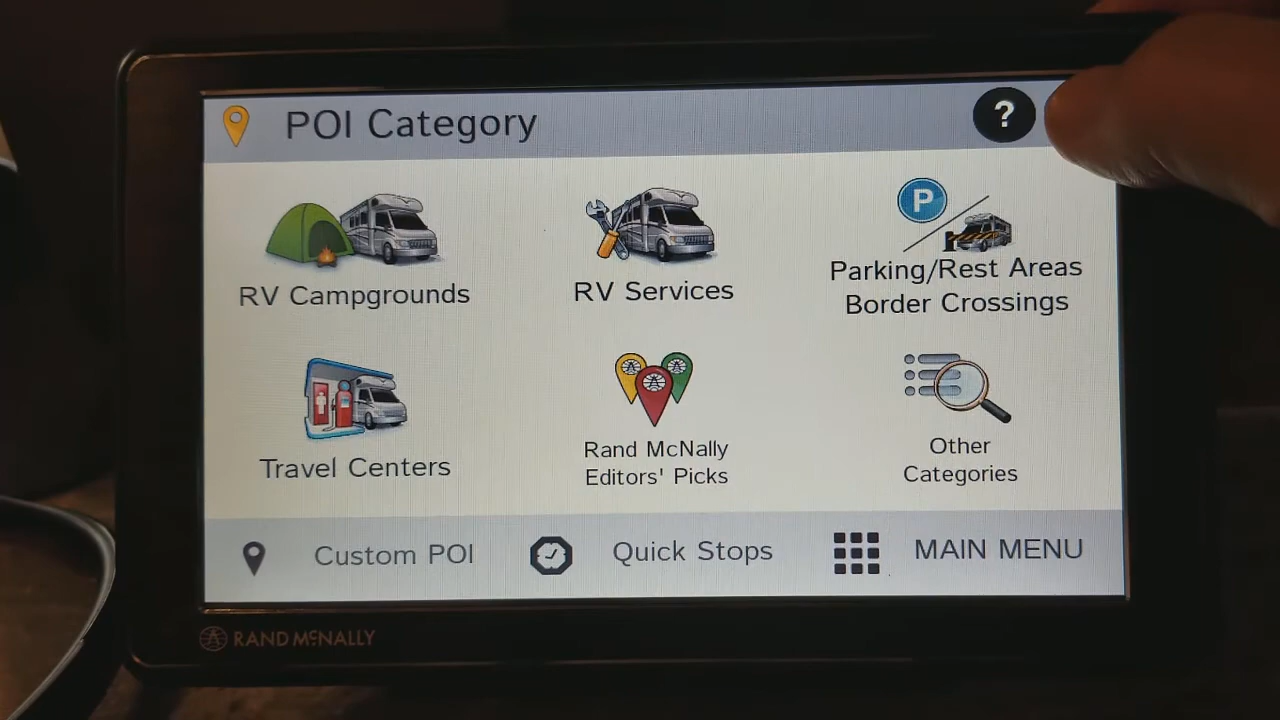 POI Category
?
RV Campgrounds
RV Services
P
Parking/Rest Areas
Border Crossings
Travel Centers
Rand McNally
Editors' Picks
Other
Categories
Custom POI
Quick Stops
MAIN MENU
RAND MCNALLY